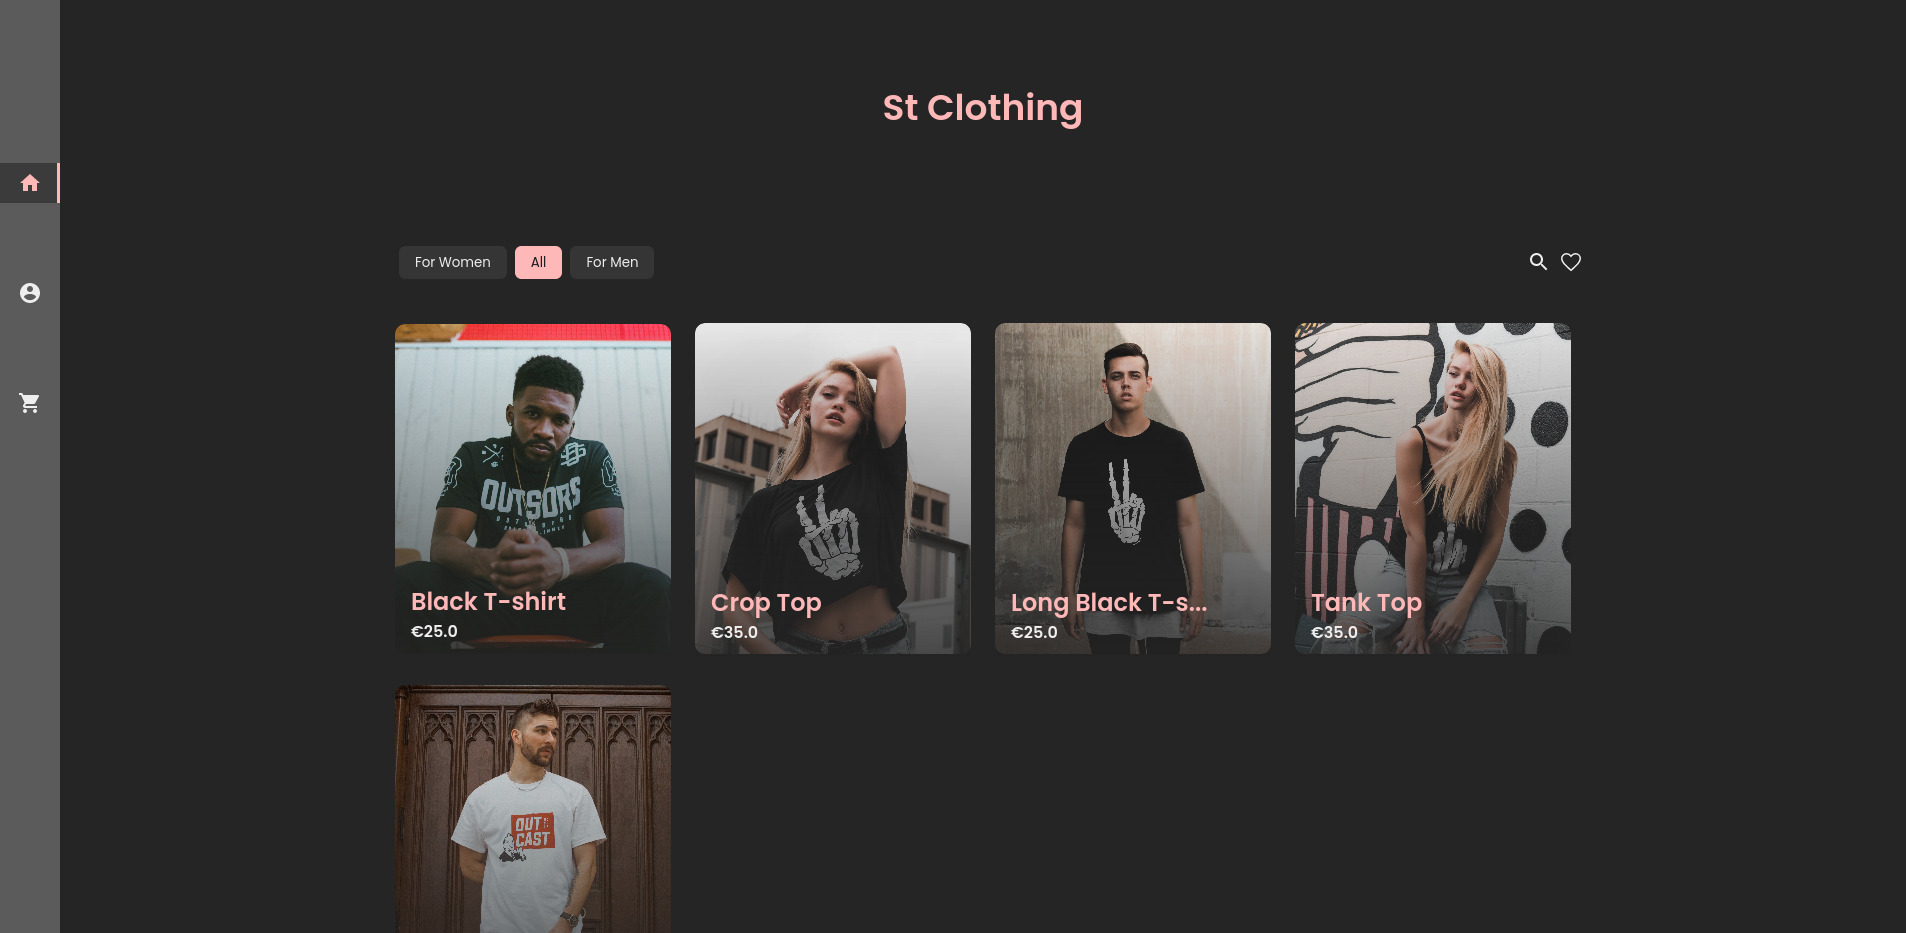 St Clothing
For Women
All
For Men
OUTSORS
Black T-shirt
€25.0
Crop Top
€35.0
Long Black T-s...
€25.0
Tank Top
€35.0
OUT
CAST